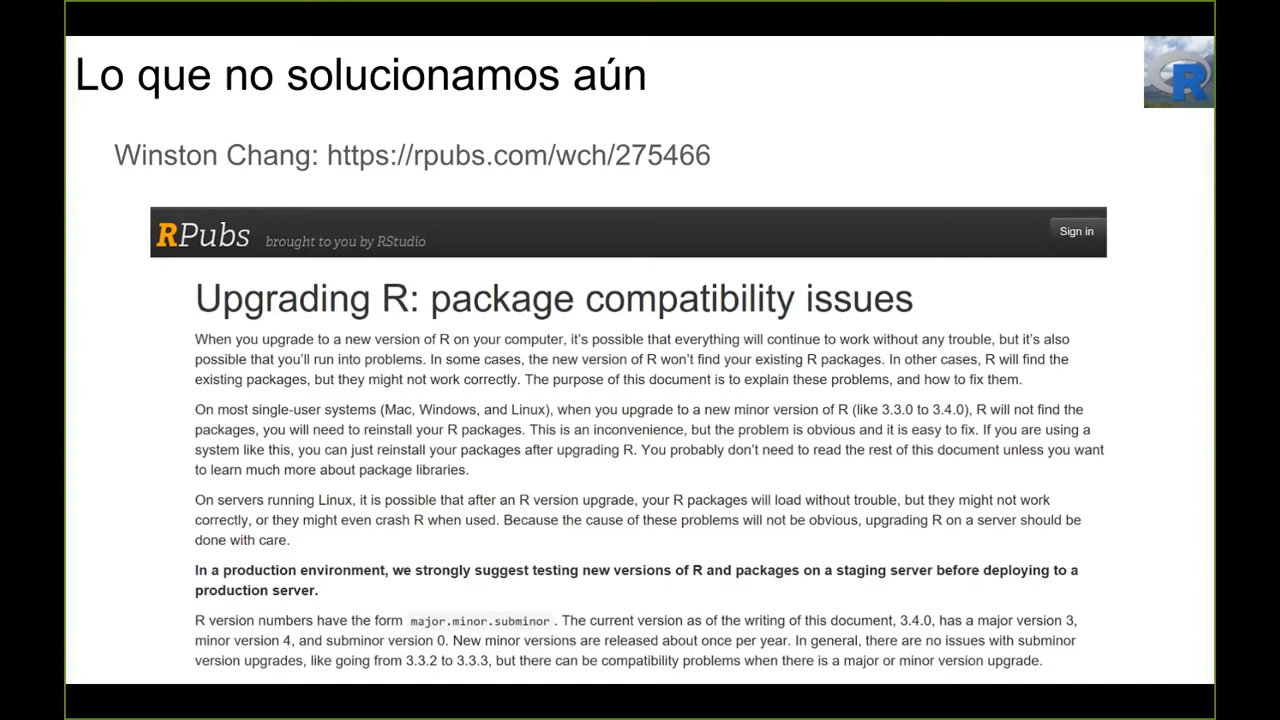 Lo que no solucionamos aún
R
Winston Chang: https://rpubs.com/wch/275466
RPubs brought to you by RStudio
Sign in
Upgrading R: package compatibility issues
When you upgrade to a new version of R on your computer, it's possible that everything will continue to work without any trouble, but it's also
possible that you'll run into problems. In some cases, the new version of R won't find your existing R packages. In other cases, R will find the
existing packages, but they might not work correctly. The purpose of this document is to explain these problems, and how to fix them.
On most single-user systems (Mac, Windows, and Linux), when you upgrade to a new minor version of R (like 3.3.0 to 3.4.0), R will not find the
packages, you will need to reinstall your R packages. This is an inconvenience, but the problem is obvious and it is easy to fix. If you are using a
system like this, you can just reinstall your packages after upgrading R. You probably don't need to read the rest of this document unless you want
to learn much more about package libraries.
On servers running Linux, it is possible that after an R version upgrade, your R packages will load without trouble, but they might not work
correctly, or they might even crash R when used. Because the cause of these problems will not be obvious, upgrading R on a server should be
done with care.
In a production environment, we strongly suggest testing new versions of R and packages on a staging server before deploying to a
production server.
R version numbers have the form major.minor.subminor. The current version as of the writing of this document, 3.4.0, has a major version 3,
minor version 4, and subminor version 0. New minor versions are released about once per year. In general, there are no issues with subminor
version upgrades, like going from 3.3.2 to 3.3.3, but there can be compatibility problems when there is a major or minor version upgrade.